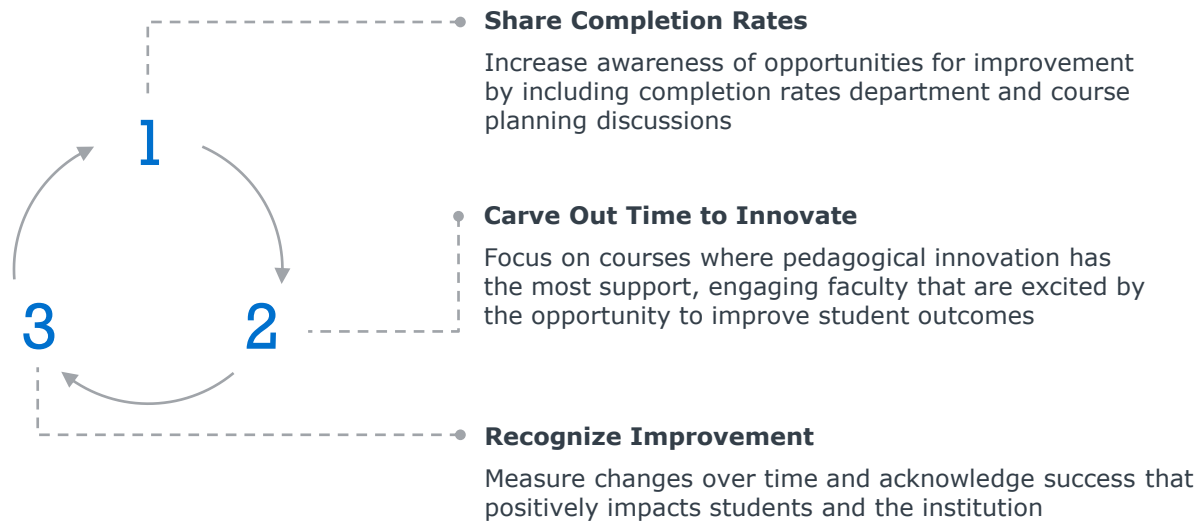 Share Completion Rates
Increase awareness of opportunities for improvement
by including completion rates department and course
planning discussions
1
Carve Out Time to Innovate
Focus on courses where pedagogical innovation has
the most support, engaging faculty that are excited by
the opportunity to improve student outcomes
3
2
Recognize Improvement
Measure changes over time and acknowledge success that
positively impacts students and the institution